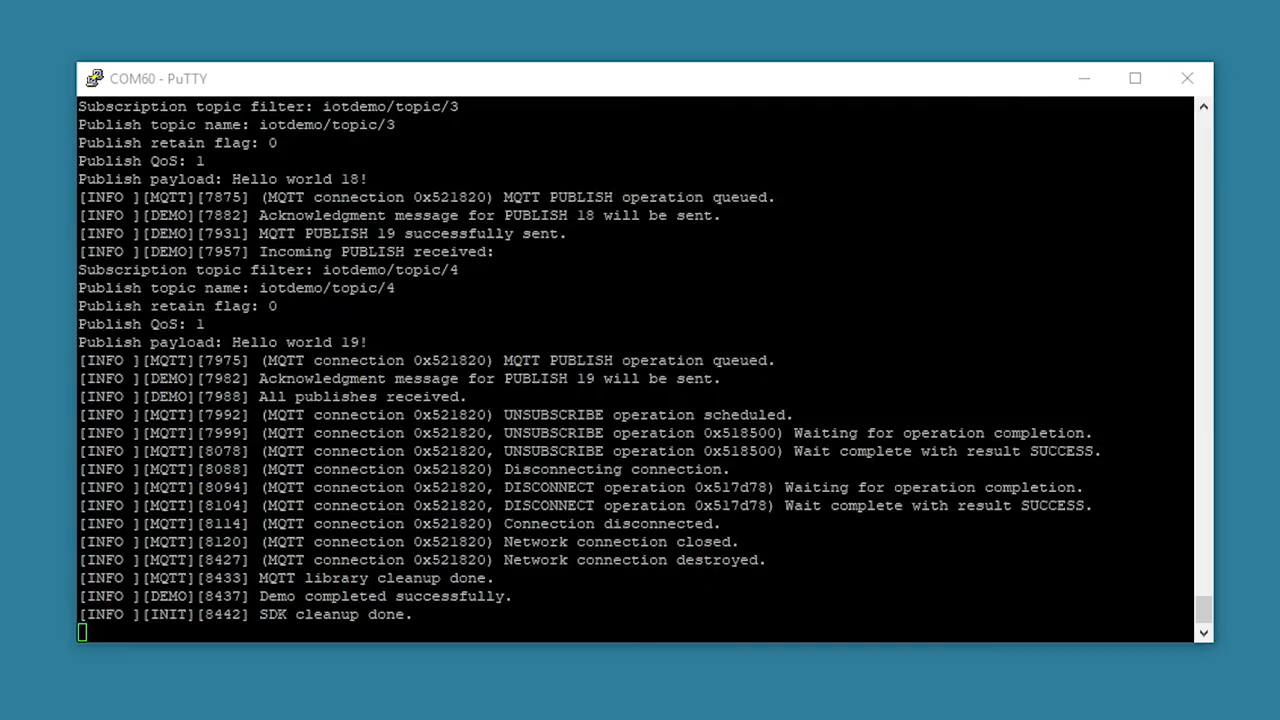 COM60 - PuTTY
Subscription topic filter: iotdemo/topic/3
Publish topic name: iotdemo/topic/3
Publish retain flag: 0
Publish QoS: 1
Publish payload: Hello world 18!
[INFO ][MQTT][7875] (MQTT connection 0x521820) MQTT PUBLISH operation queued.
[INFO ][DEMO][7882] Acknowledgment message for PUBLISH 18 will be sent.
[INFO ][DEMO][7931] MQTT PUBLISH 19 successfully sent.
[INFO ][DEMO][7957] Incoming PUBLISH received:
Subscription topic filter: iotdemo/topic/4
Publish topic name: iotdemo/topic/4
Publish retain flag: 0
Publish QoS: 1
Publish payload: Hello world 19!
[INFO ][MQTT][7975] (MQTT connection 0x521820) MQTT PUBLISH operation queued.
[INFO ][DEMO][7982] Acknowledgment message for PUBLISH 19 will be sent.
[INFO ][DEMO][7988] All publishes received.
[INFO ][MQTT][7992] (MQTT connection 0x521820) UNSUBSCRIBE operation scheduled.
[INFO ][MQTT][7999] (MQTT connection 0x521820, UNSUBSCRIBE operation 0x518500) Waiting for operation completion.
[INFO ][MQTT][8078] (MQTT connection 0x521820, UNSUBSCRIBE operation 0x518500) Wait complete with result SUCCESS.
[INFO ][MQTT][8088] (MQTT connection 0x521820) Disconnecting connection.
[INFO ][MQTT][8094] (MQTT connection 0x521820, DISCONNECT operation 0x517d78) Waiting for operation completion.
[INFO ][MQTT][8104] (MQTT connection 0x521820, DISCONNECT operation 0x517d78) Wait complete with result SUCCESS.
[INFO ][MQTT][8114] (MQTT connection 0x521820) Connection disconnected.
[INFO ][MQTT][8120] (MQTT connection 0x521820) Network connection closed.
[INFO ][MQTT][8427] (MQTT connection 0x521820) Network connection destroyed.
[INFO ][MQTT][8433] MQTT library cleanup done.
[INFO ][DEMO][8437] Demo completed successfully.
[INFO ][INIT][8442] SDK cleanup done.